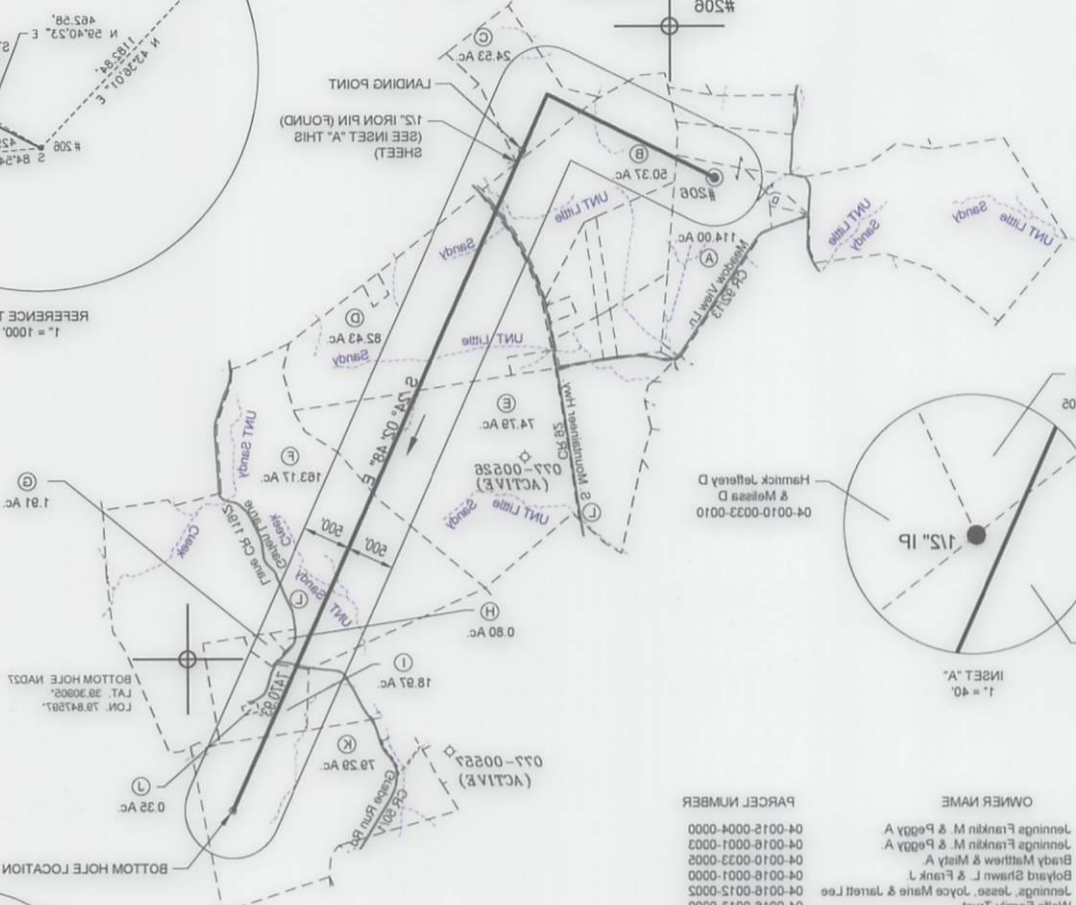 #206
462.58'
N 59°40'23" E
1182.84'
N 43°36'01" E
# 206
REFERENCE T
1" = 1000'
LANDING POINT
1/2" IRON PIN (FOUND)
(SEE INSET "A" THIS
SHEET)
C
24.53 Ac.
B
50.37 Ac.
#206
A
114.00 Ac.
Meadow View Ln.
CR 92/13
UNT Little
Sandy
UNT Little
Sandy
UNT Little
Sandy
D
82.43 Ac.
UNT Little
Sandy
E
74.79 Ac.
CR 92
S Mountaineer Hwy
L
077-00526
(ACTIVE)
UNT Little
Sandy
S 74° 02' 48" E
F
163.17 Ac.
UNT Sandy
Creek
Garlen Lane
Lane CR 119/2
Creek
G
1.91 Ac.
500'
500'
UNT Sandy
L
H
0.80 Ac.
I
18.97 Ac.
7470.93'
BOTTOM HOLE NAD27
LAT. 39.30905°
LON. 79.847597°
J
0.35 Ac.
K
79.29 Ac.
Grape Run Rd
CR 50/1
077-00557
(ACTIVE)
BOTTOM HOLE LOCATION
Hamrick Jefferey D
& Melissa D
04-0010-0033-0010
1/2" IP
INSET "A"
1" = 40'
OWNER NAME PARCEL NUMBER
Jennings Franklin M. & Peggy A. 04-0015-0004-0000
Jennings Franklin M. & Peggy A. 04-0016-0001-0003
Brady Matthew & Misty A. 04-0010-0033-0005
Bolyard Shawn L. & Frank J. 04-0016-0001-0000
Jennings, Jesse, Joyce Marie & Jarrett Lee 04-0016-0012-0002